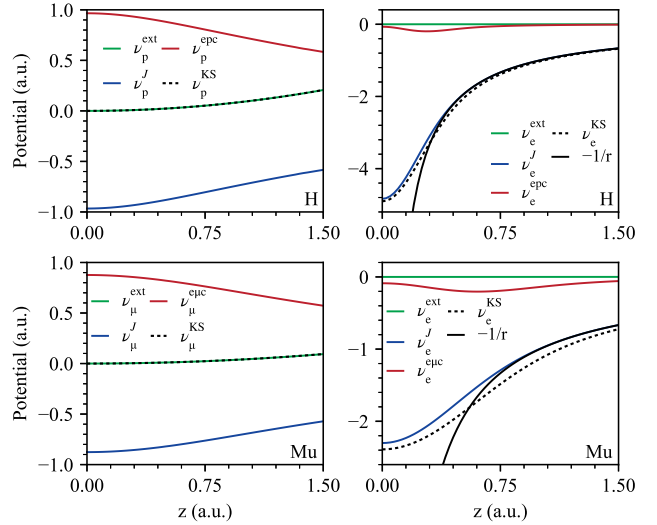 Potential (a.u.)
1.0
0.5
0.0
−0.5
−1.0
ν_p^ext ν_p^epc
ν_p^J ν_p^KS
H
0.00 0.75 1.50
0
−2
−4
ν_e^ext ν_e^KS
ν_e^J −1/r
ν_e^epc
H
0.00 0.75 1.50
Potential (a.u.)
1.0
0.5
0.0
−0.5
−1.0
ν_μ^ext ν_μ^eμc
ν_μ^J ν_μ^KS
Mu
0.00 0.75 1.50
z (a.u.)
0
−1
−2
ν_e^ext ν_e^KS
ν_e^J −1/r
ν_e^eμc
Mu
0.00 0.75 1.50
z (a.u.)